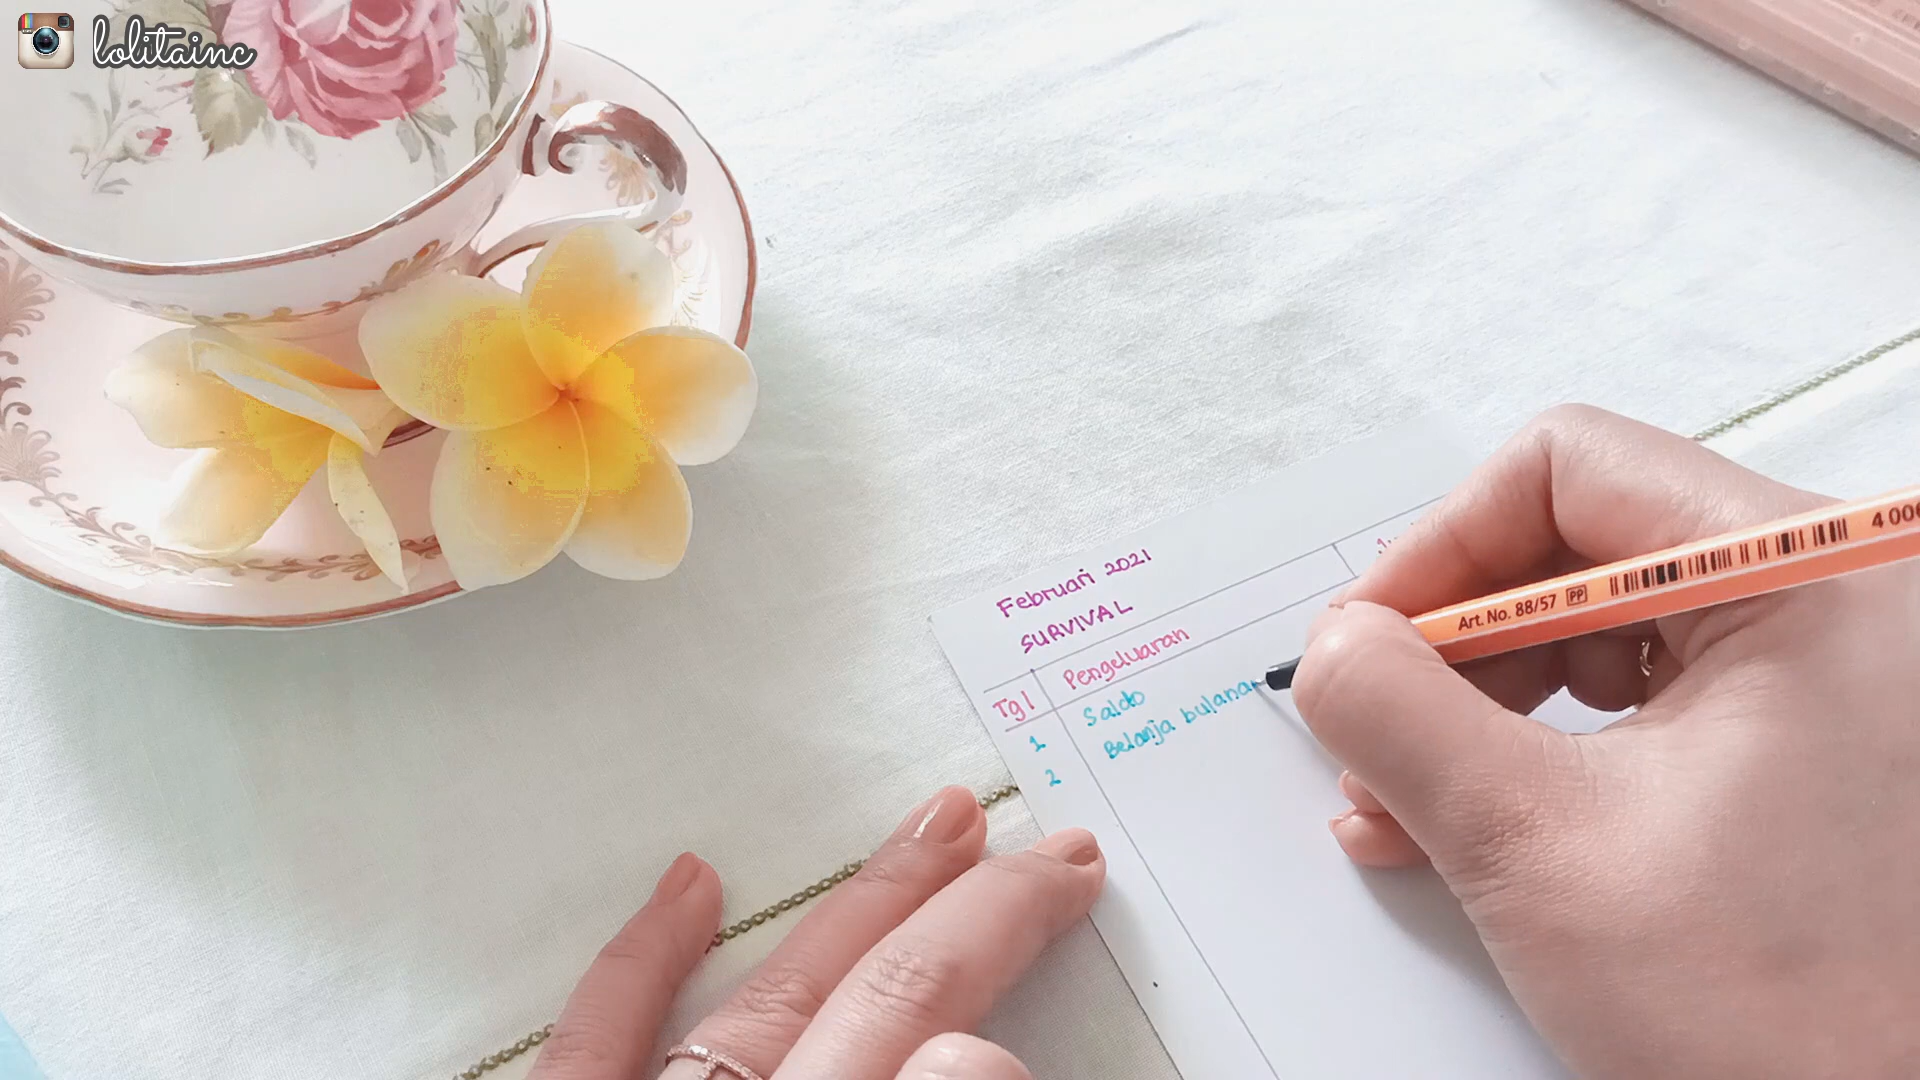 lolitainc
Februari 2021
SURVIVAL
Tgl Pengeluaran
1 Saldo
2 Belanja bulanan
Art. No. 88/57 PP